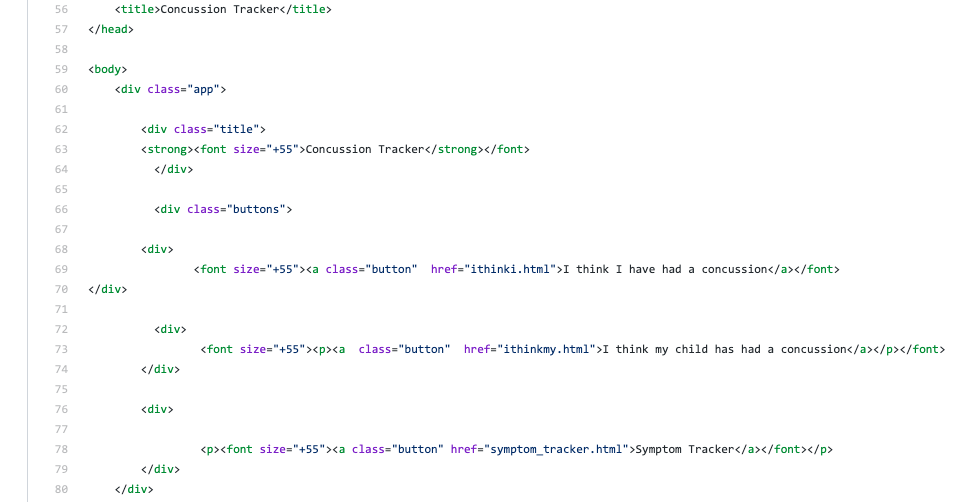 56 <title>Concussion Tracker</title>
57 </head>
58
59 <body>
60 <div class="app">
61
62 <div class="title">
63 <strong><font size="+55">Concussion Tracker</strong></font>
64 </div>
65
66 <div class="buttons">
67
68 <div>
69 <font size="+55"><a class="button"  href="ithinki.html">I think I have had a concussion</a></font>
70 </div>
71
72 <div>
73 <font size="+55"><p><a  class="button"  href="ithinkmy.html">I think my child has had a concussion</a></p></font>
74 </div>
75
76 <div>
77
78 <p><font size="+55"><a class="button" href="symptom_tracker.html">Symptom Tracker</a></font></p>
79 </div>
80 </div>